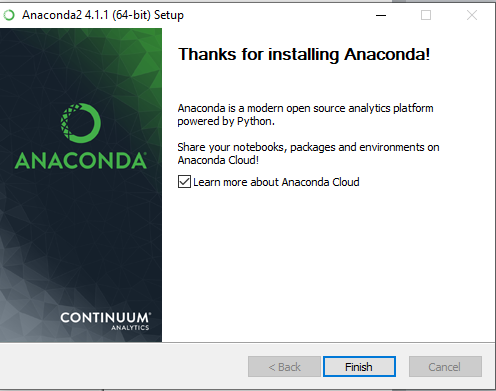 Anaconda2 4.1.1 (64-bit) Setup
Thanks for installing Anaconda!
Anaconda is a modern open source analytics platform
powered by Python.
Share your notebooks, packages and environments on
Anaconda Cloud!
Learn more about Anaconda Cloud
ANACONDA
CONTINUUM®
ANALYTICS
< Back
Finish
Cancel